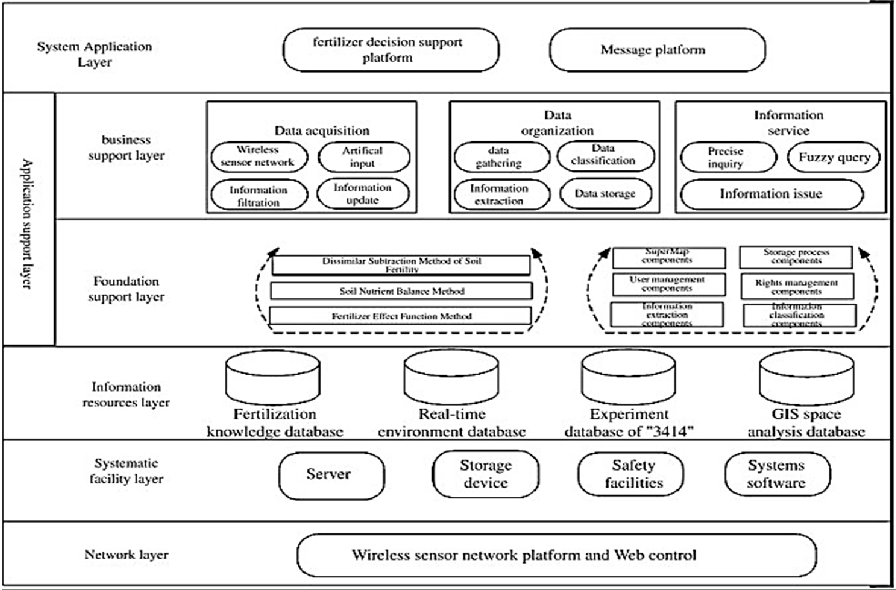 System Application
Layer
fertilizer decision support
platform
Message platform
Application support layer
business
support layer
Data acquisition
Wireless
sensor network
Artifical
input
Information
filtration
Information
update
Data
organization
data
gathering
Data
classification
Information
extraction
Data storage
Information
service
Precise
inquiry
Fuzzy query
Information issue
Foundation
support layer
Dissimilar Subtraction Method of Soil
Fertility
Soil Nutrient Balance Method
Fertilizer Effect Function Method
SuperMap
components
Storage process
components
User management
components
Rights management
components
Information
extraction
components
Information
classification
components
Information
resources layer
Fertilization
knowledge database
Real-time
environment database
Experiment
database of "3414"
GIS space
analysis database
Systematic
facility layer
Server
Storage
device
Safety
facilities
Systems
software
Network layer
Wireless sensor network platform and Web control